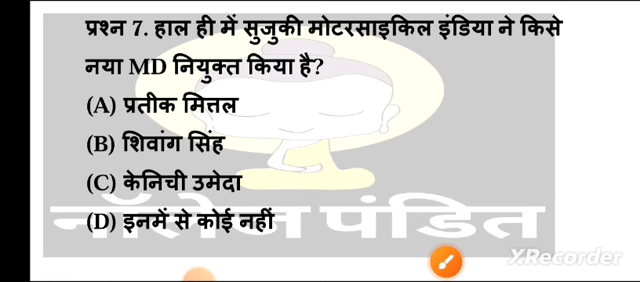 प्रश्न 7. हाल ही में सुजुकी मोटरसाइकिल इंडिया ने किसे
नया MD नियुक्त किया है?
(A) प्रतीक मित्तल
(B) शिवांग सिंह
(C) केनिची उमेदा
(D) इनमें से कोई नहीं
नॉलेज पंडित
XRecorder